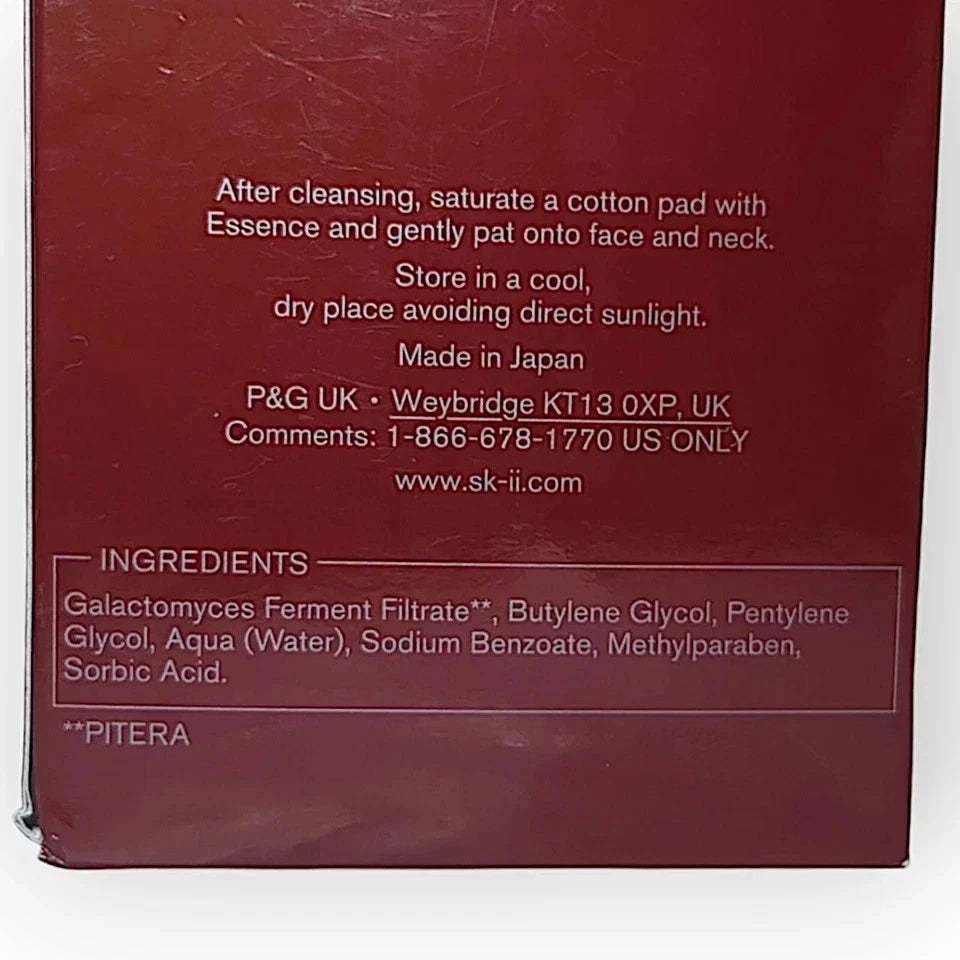 After cleansing, saturate a cotton pad with
Essence and gently pat onto face and neck.
Store in a cool,
dry place avoiding direct sunlight.
Made in Japan
P&G UK • Weybridge KT13 0XP, UK
Comments: 1-866-678-1770 US ONLY
www.sk-ii.com
INGREDIENTS
Galactomyces Ferment Filtrate**, Butylene Glycol, Pentylene
Glycol, Aqua (Water), Sodium Benzoate, Methylparaben,
Sorbic Acid.
**PITERA